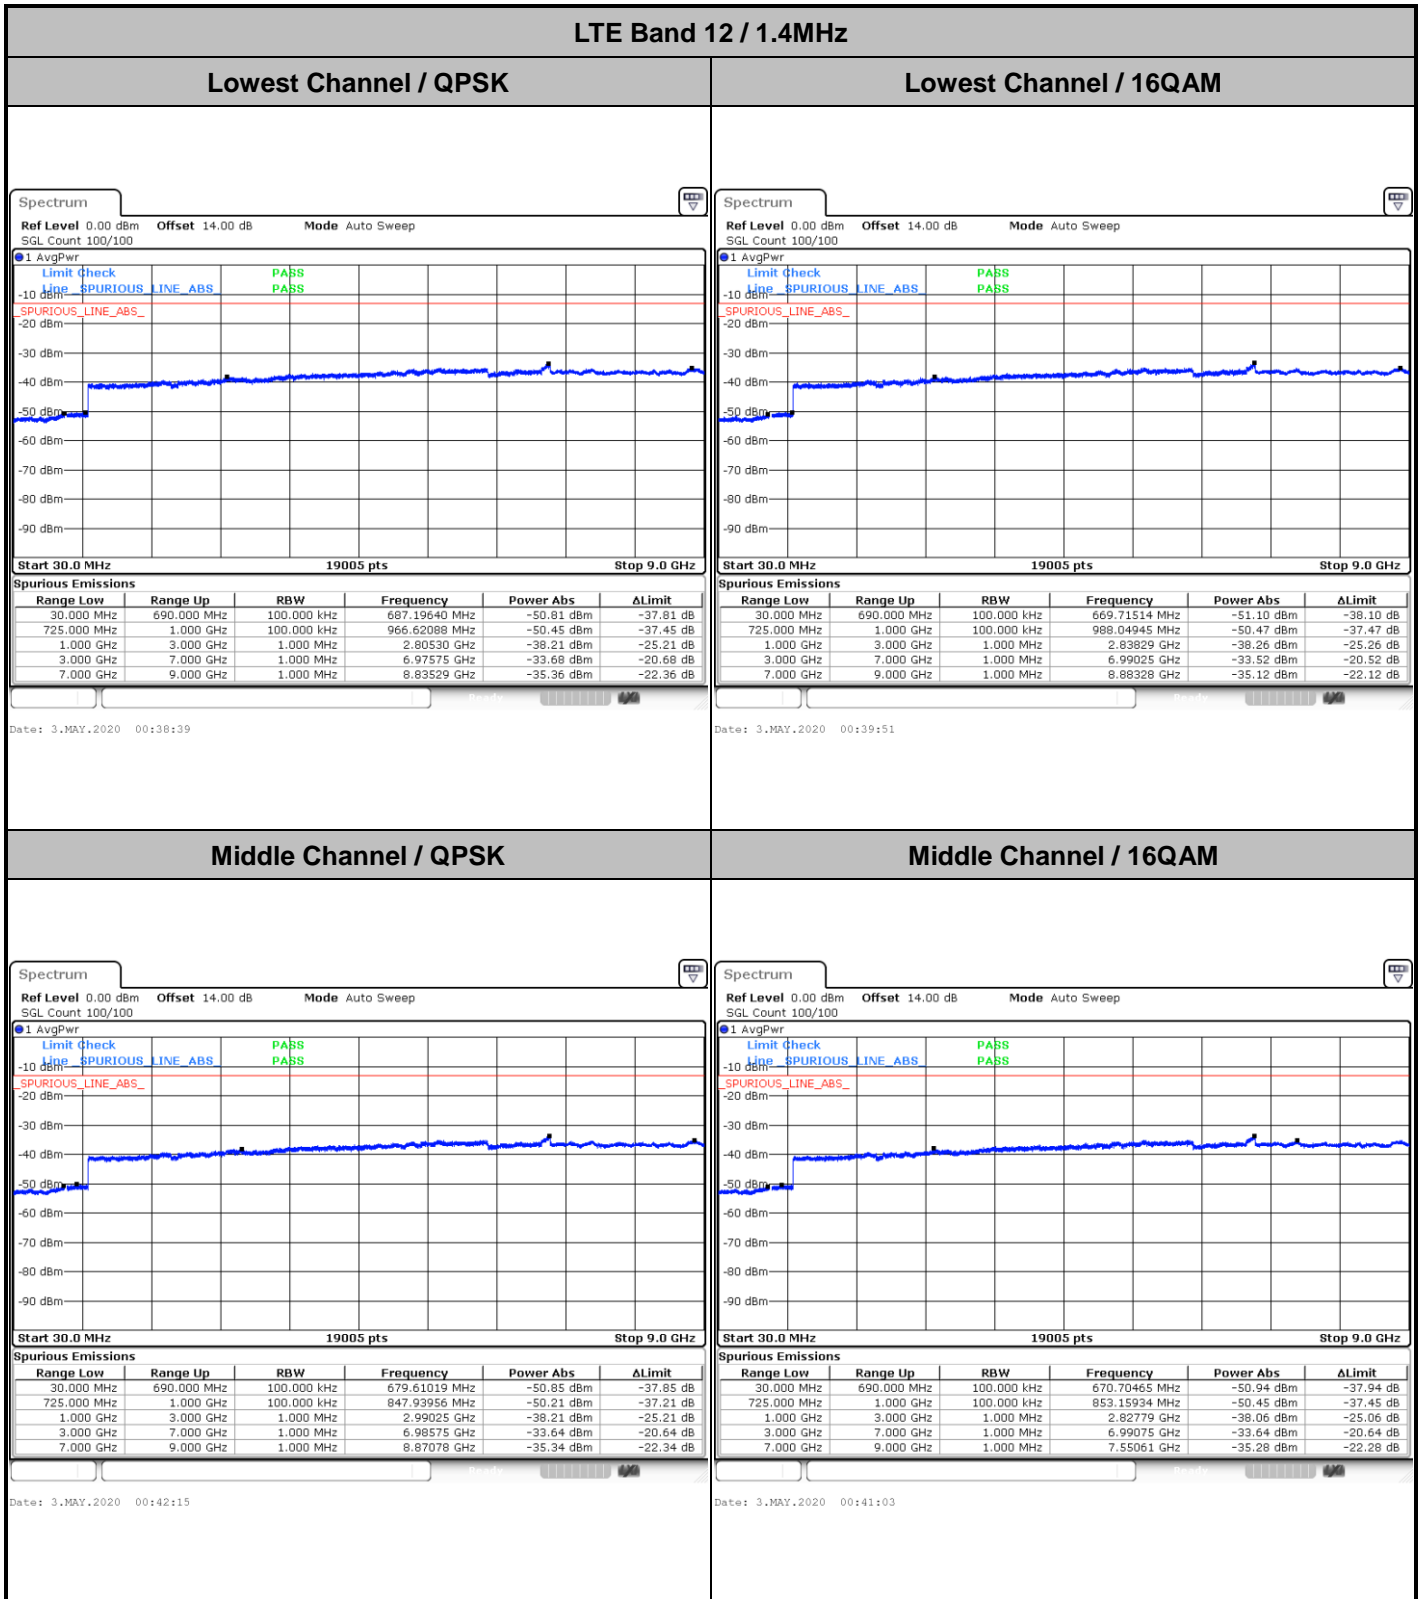 LTE Band 12 / 1.4MHz
Lowest Channel / QPSK
Lowest Channel / 16QAM
Spectrum
Ref Level 0.00 dBm Offset 14.00 dB Mode Auto Sweep
SGL Count 100/100
1 AvgPwr
Limit Check PASS
Line _SPURIOUS_LINE_ABS_ PASS
-10 dBm
_SPURIOUS_LINE_ABS_
-20 dBm
-30 dBm
-40 dBm
-50 dBm
-60 dBm
-70 dBm
-80 dBm
-90 dBm
Start 30.0 MHz 19005 pts Stop 9.0 GHz
Spurious Emissions
Range Low Range Up RBW Frequency Power Abs ΔLimit
30.000 MHz 690.000 MHz 100.000 kHz 687.19640 MHz -50.81 dBm -37.81 dB
725.000 MHz 1.000 GHz 100.000 kHz 966.62088 MHz -50.45 dBm -37.45 dB
1.000 GHz 3.000 GHz 1.000 MHz 2.80530 GHz -38.21 dBm -25.21 dB
3.000 GHz 7.000 GHz 1.000 MHz 6.97575 GHz -33.68 dBm -20.68 dB
7.000 GHz 9.000 GHz 1.000 MHz 8.83529 GHz -35.36 dBm -22.36 dB
Date: 3.MAY.2020 00:38:39
Spectrum
Ref Level 0.00 dBm Offset 14.00 dB Mode Auto Sweep
SGL Count 100/100
1 AvgPwr
Limit Check PASS
Line _SPURIOUS_LINE_ABS_ PASS
-10 dBm
_SPURIOUS_LINE_ABS_
-20 dBm
-30 dBm
-40 dBm
-50 dBm
-60 dBm
-70 dBm
-80 dBm
-90 dBm
Start 30.0 MHz 19005 pts Stop 9.0 GHz
Spurious Emissions
Range Low Range Up RBW Frequency Power Abs ΔLimit
30.000 MHz 690.000 MHz 100.000 kHz 669.71514 MHz -51.10 dBm -38.10 dB
725.000 MHz 1.000 GHz 100.000 kHz 988.04945 MHz -50.47 dBm -37.47 dB
1.000 GHz 3.000 GHz 1.000 MHz 2.83829 GHz -38.26 dBm -25.26 dB
3.000 GHz 7.000 GHz 1.000 MHz 6.99025 GHz -33.52 dBm -20.52 dB
7.000 GHz 9.000 GHz 1.000 MHz 8.88328 GHz -35.12 dBm -22.12 dB
Ready
Date: 3.MAY.2020 00:39:51
Middle Channel / QPSK
Middle Channel / 16QAM
Spectrum
Ref Level 0.00 dBm Offset 14.00 dB Mode Auto Sweep
SGL Count 100/100
1 AvgPwr
Limit Check PASS
Line _SPURIOUS_LINE_ABS_ PASS
-10 dBm
_SPURIOUS_LINE_ABS_
-20 dBm
-30 dBm
-40 dBm
-50 dBm
-60 dBm
-70 dBm
-80 dBm
-90 dBm
Start 30.0 MHz 19005 pts Stop 9.0 GHz
Spurious Emissions
Range Low Range Up RBW Frequency Power Abs ΔLimit
30.000 MHz 690.000 MHz 100.000 kHz 679.61019 MHz -50.85 dBm -37.85 dB
725.000 MHz 1.000 GHz 100.000 kHz 847.93956 MHz -50.21 dBm -37.21 dB
1.000 GHz 3.000 GHz 1.000 MHz 2.99025 GHz -38.21 dBm -25.21 dB
3.000 GHz 7.000 GHz 1.000 MHz 6.98575 GHz -33.64 dBm -20.64 dB
7.000 GHz 9.000 GHz 1.000 MHz 8.87078 GHz -35.34 dBm -22.34 dB
Ready
Date: 3.MAY.2020 00:42:15
Spectrum
Ref Level 0.00 dBm Offset 14.00 dB Mode Auto Sweep
SGL Count 100/100
1 AvgPwr
Limit Check PASS
Line _SPURIOUS_LINE_ABS_ PASS
-10 dBm
_SPURIOUS_LINE_ABS_
-20 dBm
-30 dBm
-40 dBm
-50 dBm
-60 dBm
-70 dBm
-80 dBm
-90 dBm
Start 30.0 MHz 19005 pts Stop 9.0 GHz
Spurious Emissions
Range Low Range Up RBW Frequency Power Abs ΔLimit
30.000 MHz 690.000 MHz 100.000 kHz 670.70465 MHz -50.94 dBm -37.94 dB
725.000 MHz 1.000 GHz 100.000 kHz 853.15934 MHz -50.45 dBm -37.45 dB
1.000 GHz 3.000 GHz 1.000 MHz 2.82779 GHz -38.06 dBm -25.06 dB
3.000 GHz 7.000 GHz 1.000 MHz 6.99075 GHz -33.64 dBm -20.64 dB
7.000 GHz 9.000 GHz 1.000 MHz 7.55061 GHz -35.28 dBm -22.28 dB
Ready
Date: 3.MAY.2020 00:41:03